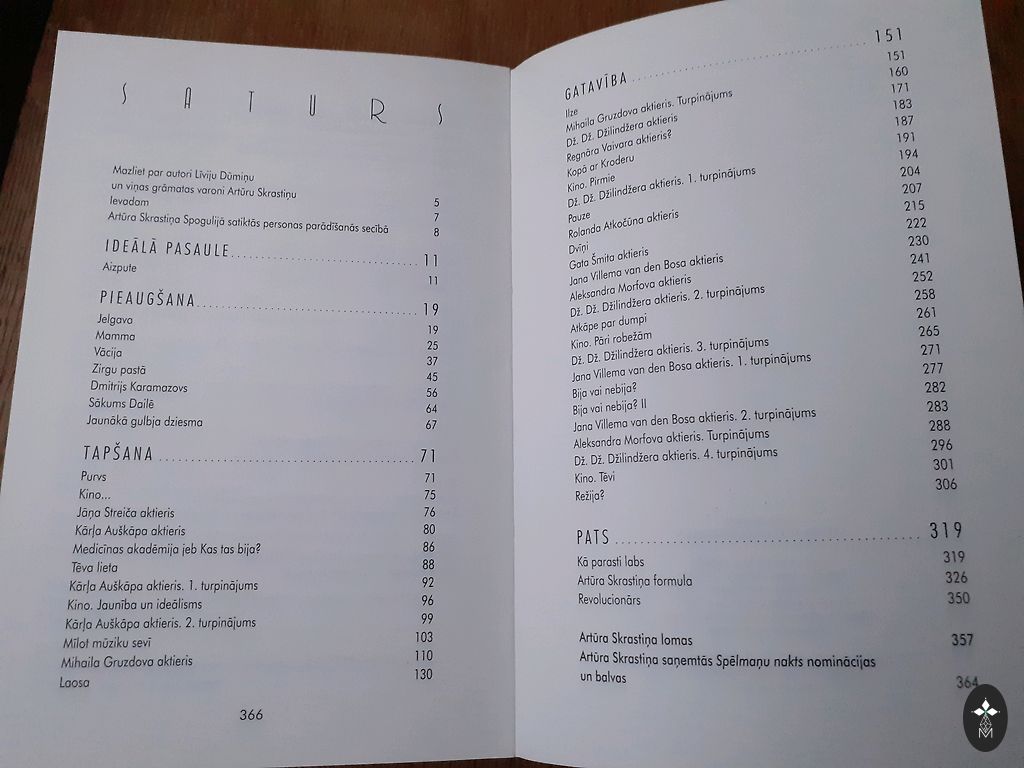 SATURS
Mazliet par autori Līviju Dūmiņu
un viņas grāmatas varoni Artūru Skrastiņu 5
Ievadam 7
Artūra Skrastiņa Spogulijā satiktās personas parādīšanās secībā 8
IDEĀLĀ PASAULE 11
Aizpute 11
PIEAUGŠANA 19
Jelgava 19
Mamma 25
Vācija 37
Zirgu pastā 45
Dmitrijs Karamazovs 56
Sākums Dailē 64
Jaunākā gulbja dziesma 67
TAPŠANA 71
Purvs 71
Kino... 75
Jāņa Streiča aktieris 76
Kārļa Auškāpa aktieris 80
Medicīnas akadēmija jeb Kas tas bija? 86
Tēva lieta 88
Kārļa Auškāpa aktieris. 1. turpinājums 92
Kino. Jaunība un ideālisms 96
Kārļa Auškāpa aktieris. 2. turpinājums 99
Mīlot mūziku sevī 103
Mihaila Gruzdova aktieris 110
Laosa 130
366
GATAVĪBA 151
Ilze 151
Mihaila Gruzdova aktieris. Turpinājums 160
Dž. Dž. Džilindžera aktieris 171
Regnāra Vaivara aktieris? 183
Kopā ar Kroderu 187
Kino. Pirmie 191
Dž. Dž. Džilindžera aktieris. 1. turpinājums 194
Pauze 204
Rolanda Atkočūna aktieris 207
Dvīņi 215
Gata Šmita aktieris 222
Jana Villema van den Bosa aktieris 230
Aleksandra Morfova aktieris 241
Dž. Dž. Džilindžera aktieris. 2. turpinājums 252
Atkāpe par dumpi 258
Kino. Pāri robežām 261
Dž. Dž. Džilindžera aktieris. 3. turpinājums 265
Jana Villema van den Bosa aktieris. 1. turpinājums 271
Bija vai nebija? 277
Bija vai nebija? II 282
Jana Villema van den Bosa aktieris. 2. turpinājums 283
Aleksandra Morfova aktieris. Turpinājums 288
Dž. Dž. Džilindžera aktieris. 4. turpinājums 296
Kino. Tēvi 301
Režija? 306
PATS 319
Kā parasti labs 319
Artūra Skrastiņa formula 326
Revolucionārs 350
Artūra Skrastiņa lomas 357
Artūra Skrastiņa saņemtās Spēlmaņu nakts nominācijas
un balvas 364
M